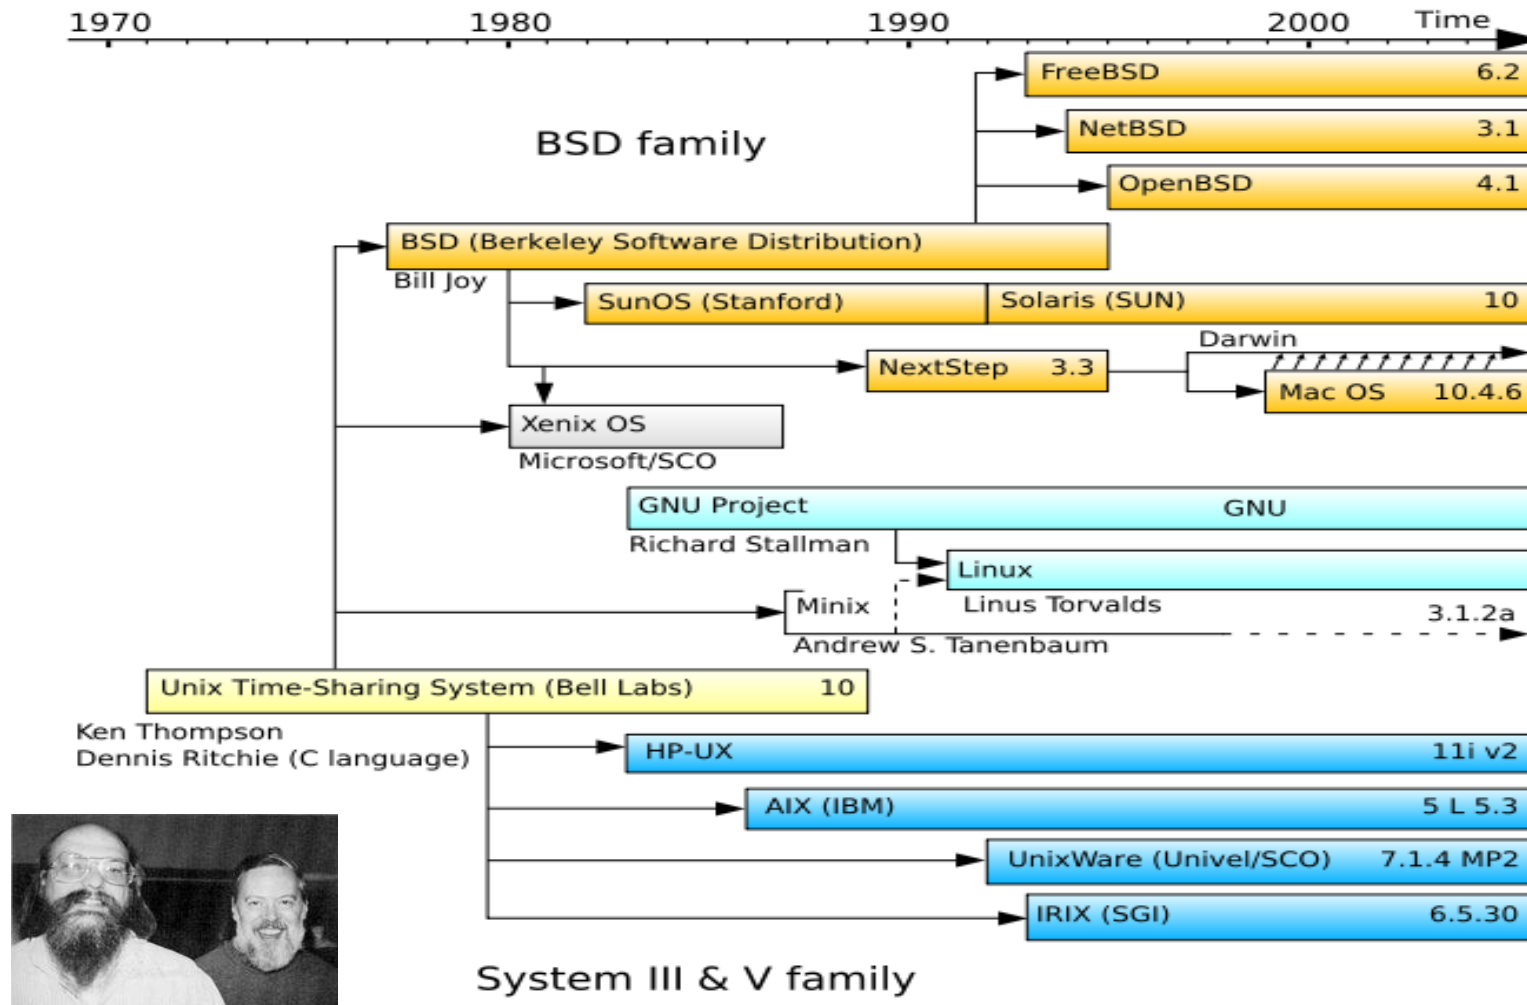 1970 1980 1990 2000 Time
FreeBSD 6.2
BSD family
NetBSD 3.1
OpenBSD 4.1
BSD (Berkeley Software Distribution)
Bill Joy
SunOS (Stanford) Solaris (SUN) 10
Darwin
NextStep 3.3
Mac OS 10.4.6
Xenix OS
Microsoft/SCO
GNU Project GNU
Richard Stallman
Linux
Linus Torvalds
Minix 3.1.2a
Andrew S. Tanenbaum
Unix Time-Sharing System (Bell Labs) 10
Ken Thompson
Dennis Ritchie (C language)
HP-UX 11i v2
AIX (IBM) 5 L 5.3
UnixWare (Univel/SCO) 7.1.4 MP2
IRIX (SGI) 6.5.30
System III & V family